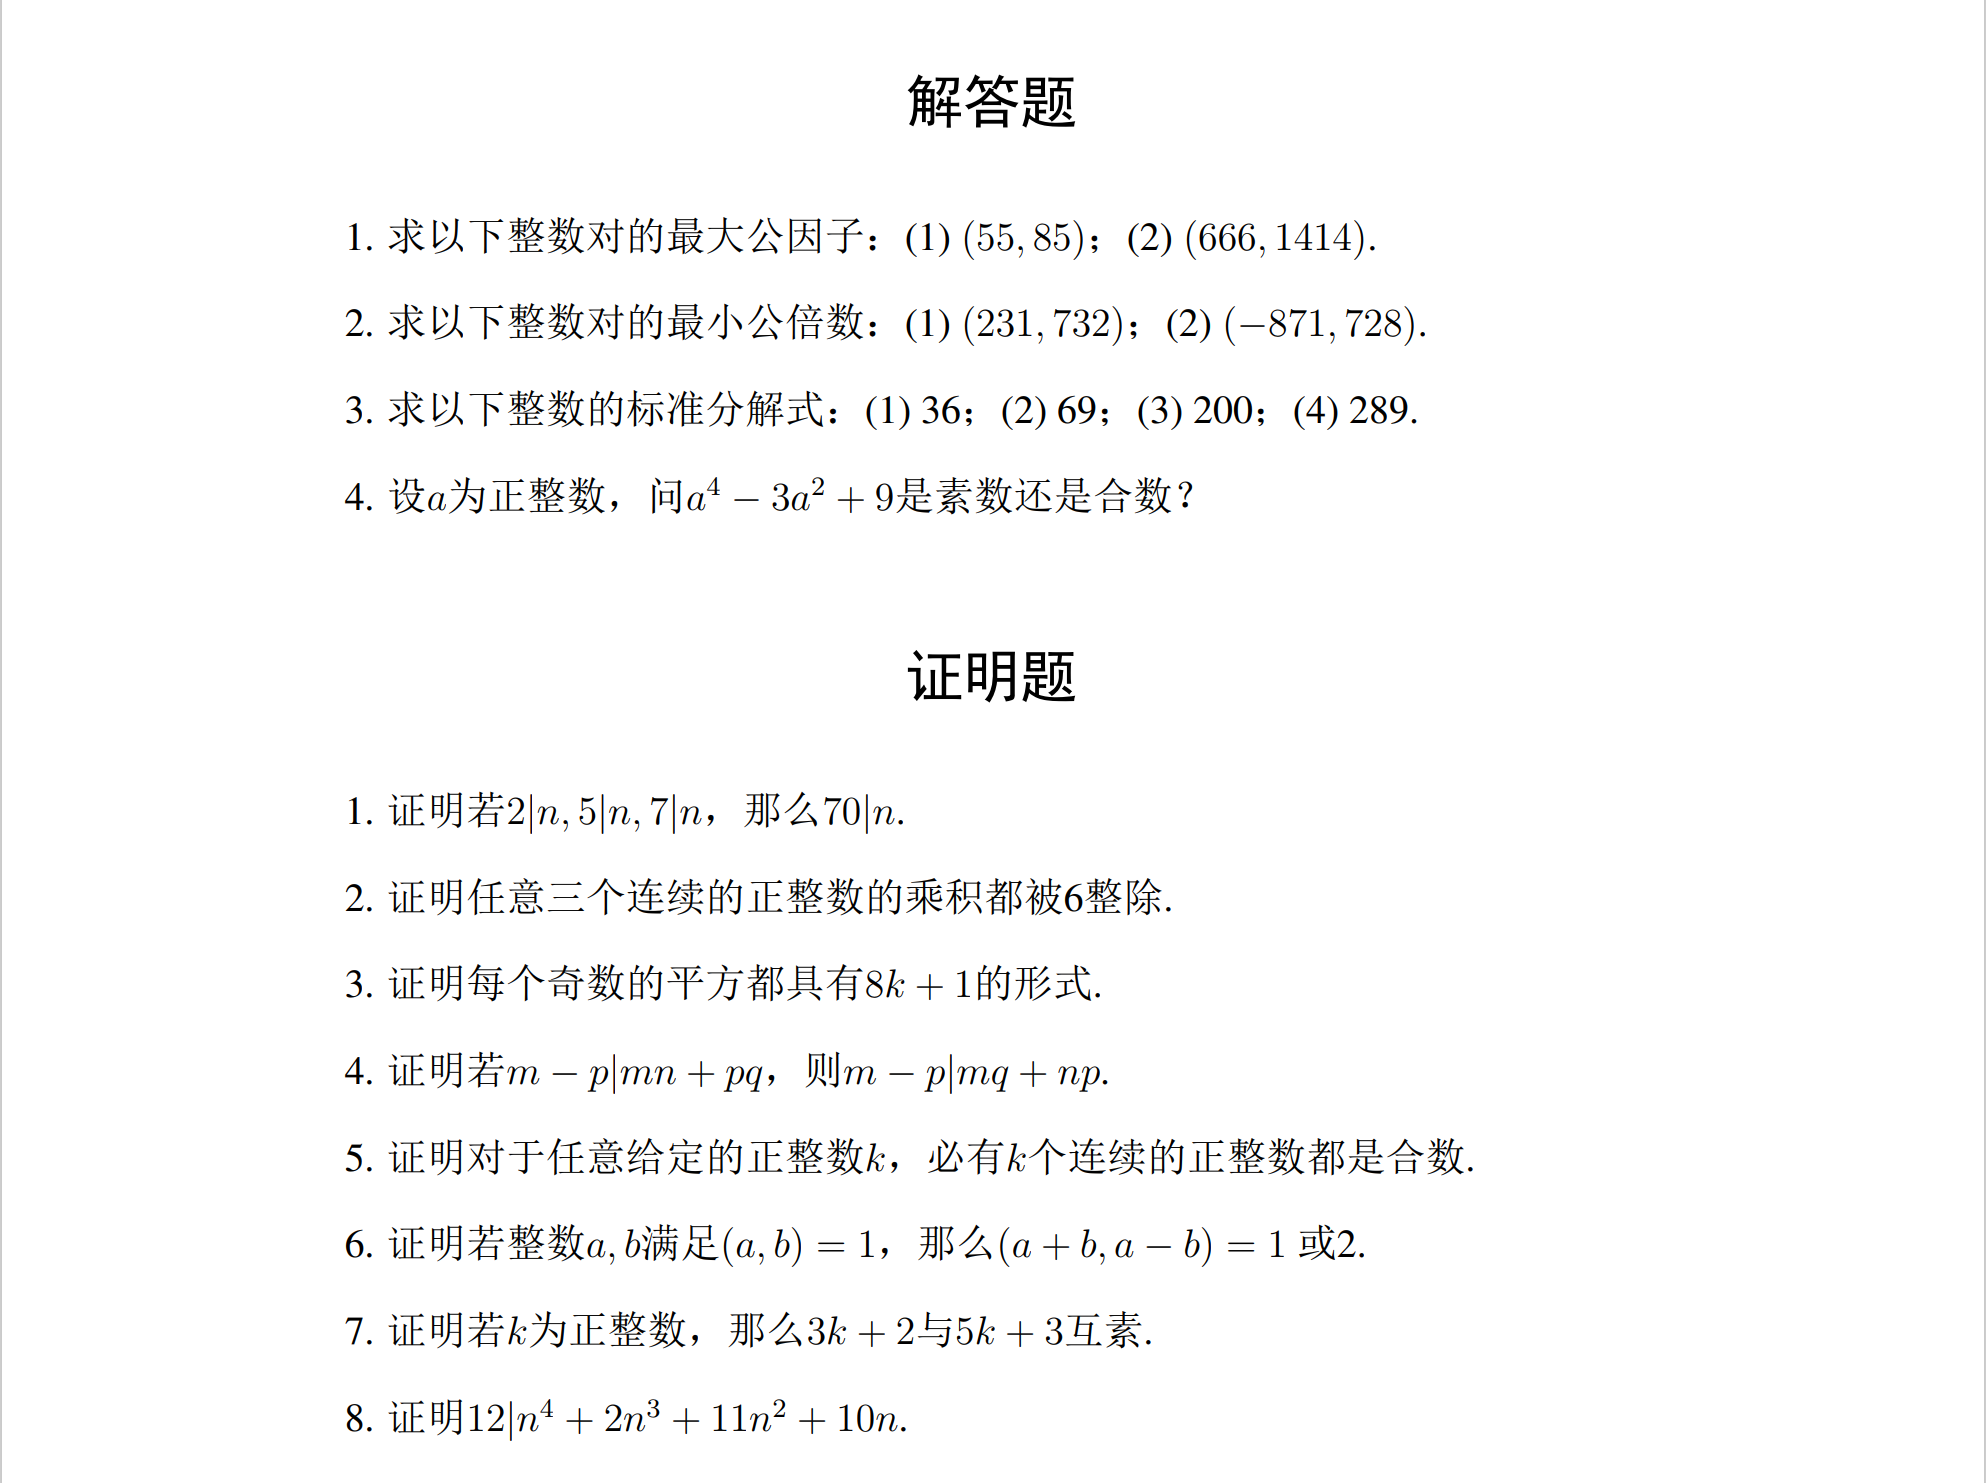 解答题
1. 求以下整数对的最大公因子：(1) (55, 85)；(2) (666, 1414).
2. 求以下整数对的最小公倍数：(1) (231, 732)；(2) (−871, 728).
3. 求以下整数的标准分解式：(1) 36；(2) 69；(3) 200；(4) 289.
4. 设a为正整数，问a⁴ − 3a² + 9是素数还是合数？
证明题
1. 证明若2|n, 5|n, 7|n，那么70|n.
2. 证明任意三个连续的正整数的乘积都被6整除.
3. 证明每个奇数的平方都具有8k + 1的形式.
4. 证明若m − p|mn + pq，则m − p|mq + np.
5. 证明对于任意给定的正整数k，必有k个连续的正整数都是合数.
6. 证明若整数a, b满足(a, b) = 1，那么(a + b, a − b) = 1 或2.
7. 证明若k为正整数，那么3k + 2与5k + 3互素.
8. 证明12|n⁴ + 2n³ + 11n² + 10n.